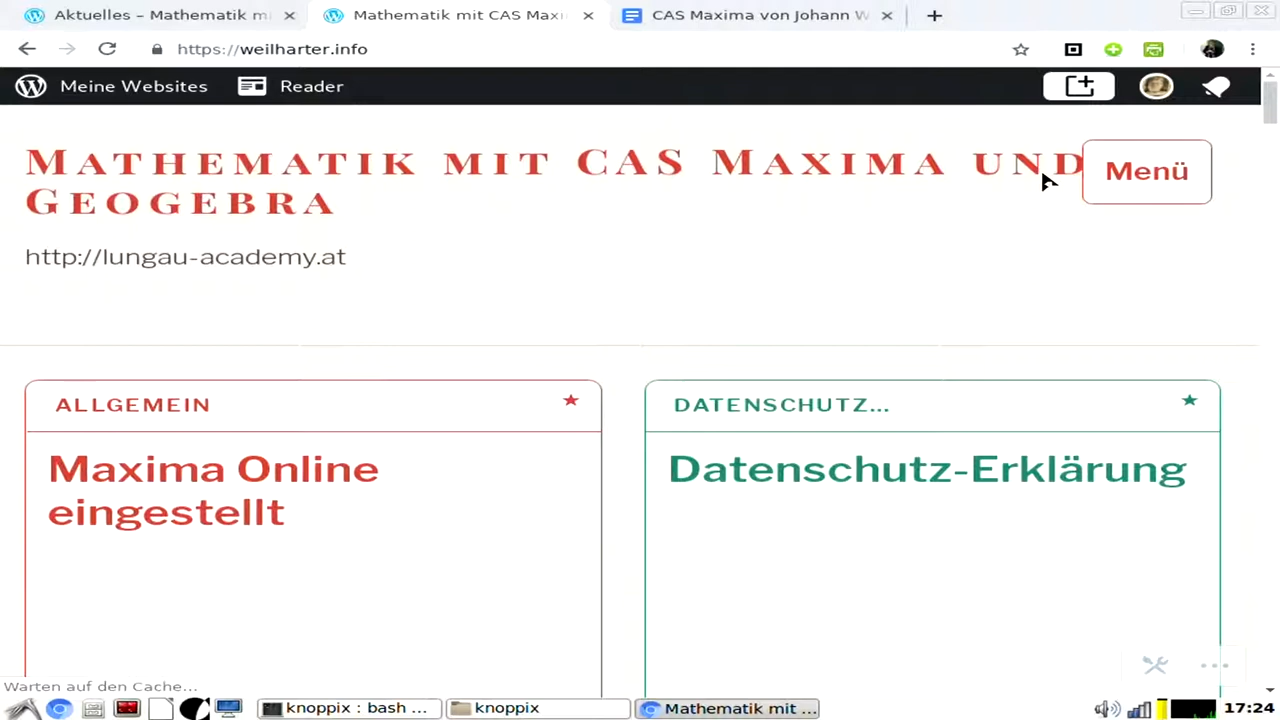 Aktuelles – Mathematik m
Mathematik mit CAS Maxi
CAS Maxima von Johann W
https://weilharter.info
Meine Websites
Reader
Mathematik mit CAS Maxima und
Geogebra
Menü
http://lungau-academy.at
ALLGEMEIN
DATENSCHUTZ...
Maxima Online
eingestellt
Datenschutz-Erklärung
Warten auf den Cache...
knoppix : bash ...
knoppix
Mathematik mit ...
17:24